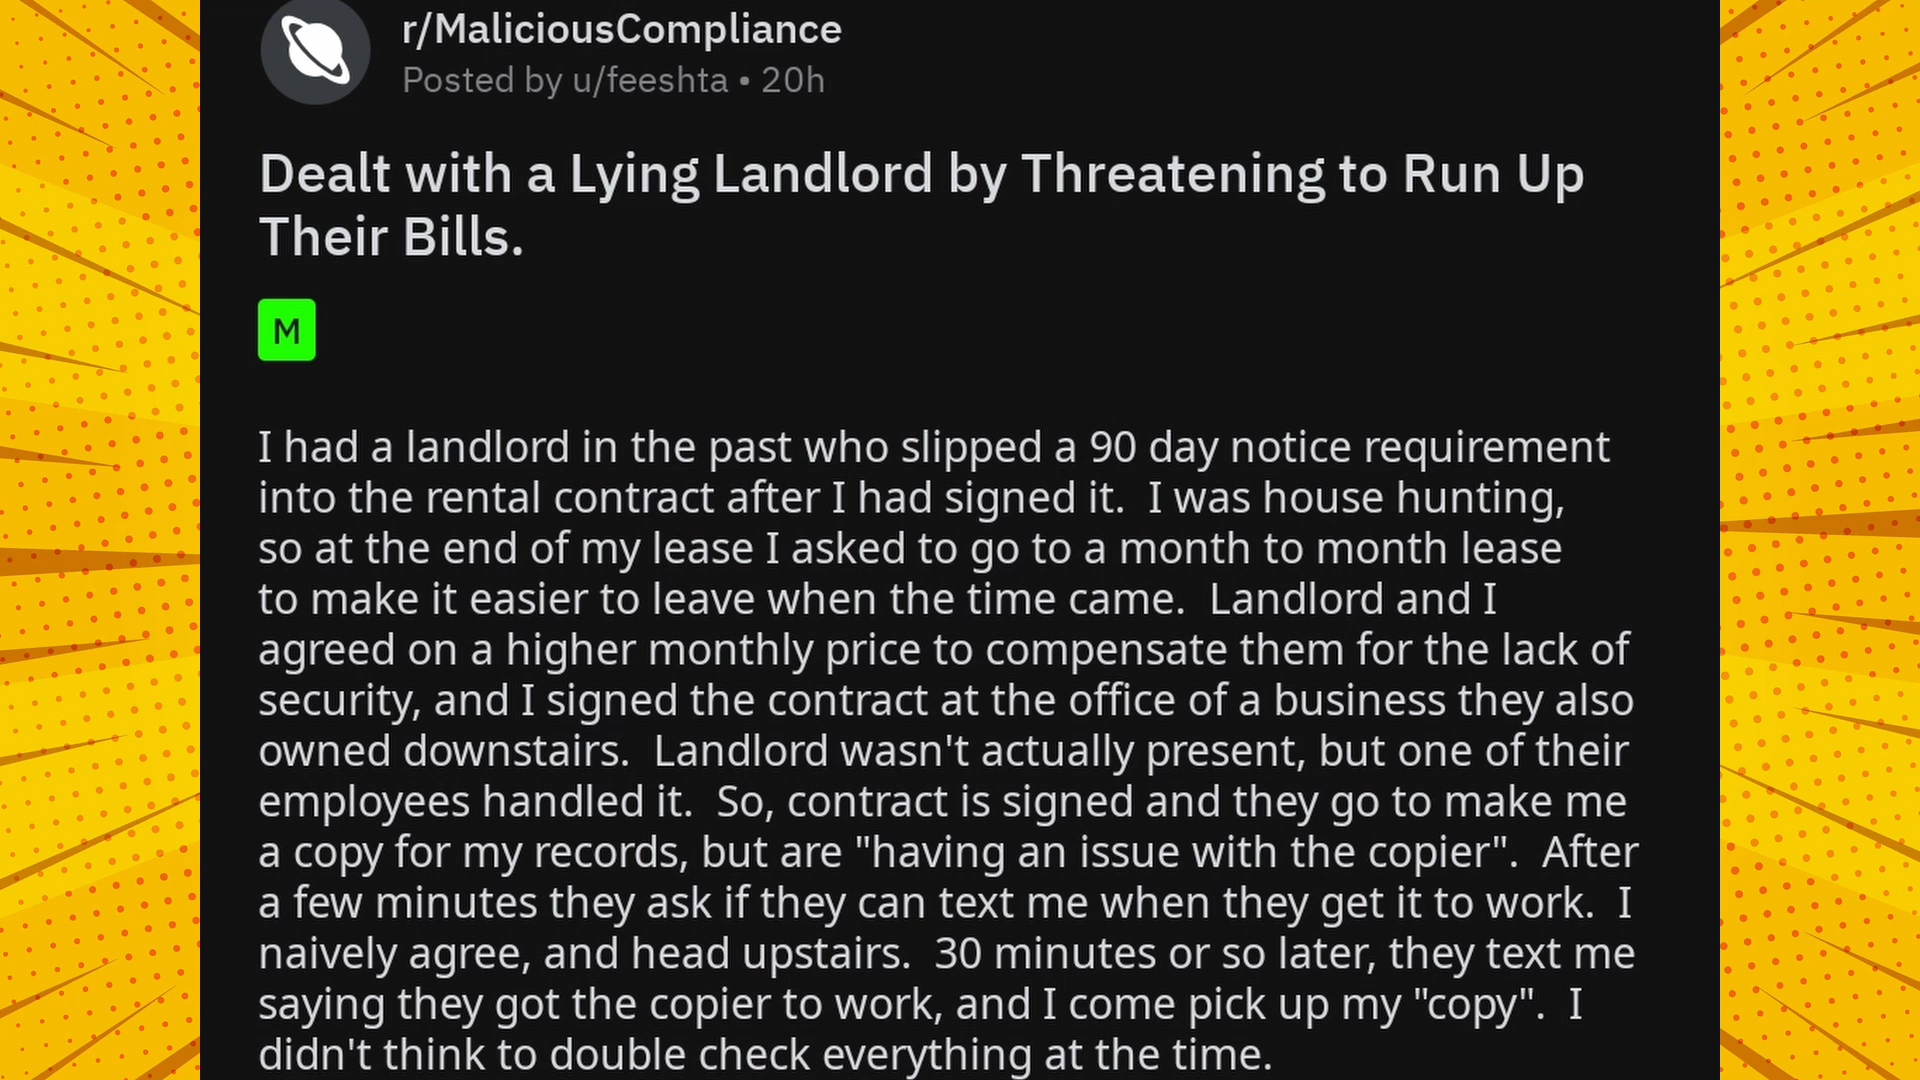 r/MaliciousCompliance
Posted by u/feeshta • 20h
Dealt with a Lying Landlord by Threatening to Run Up
Their Bills.
M
I had a landlord in the past who slipped a 90 day notice requirement
into the rental contract after I had signed it.  I was house hunting,
so at the end of my lease I asked to go to a month to month lease
to make it easier to leave when the time came.  Landlord and I
agreed on a higher monthly price to compensate them for the lack of
security, and I signed the contract at the office of a business they also
owned downstairs.  Landlord wasn't actually present, but one of their
employees handled it.  So, contract is signed and they go to make me
a copy for my records, but are "having an issue with the copier".  After
a few minutes they ask if they can text me when they get it to work.  I
naively agree, and head upstairs.  30 minutes or so later, they text me
saying they got the copier to work, and I come pick up my "copy".  I
didn't think to double check everything at the time.